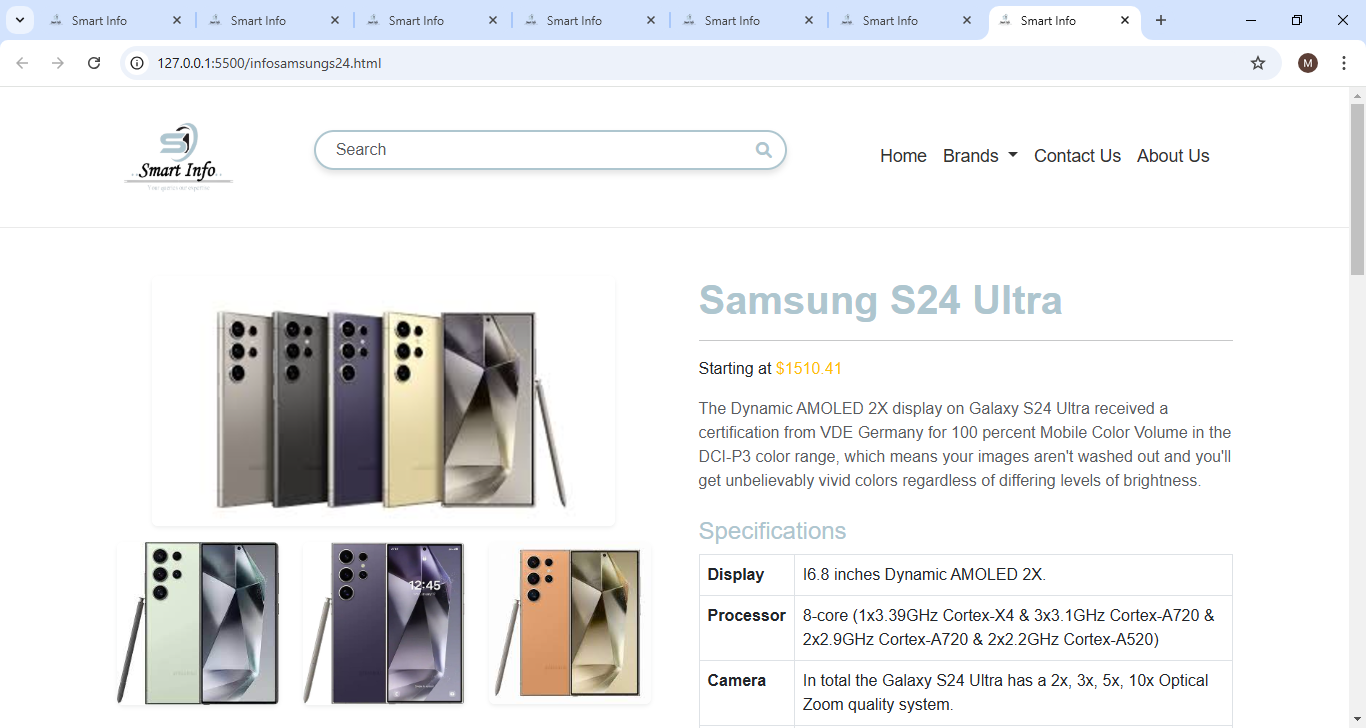 Smart Info
Smart Info
Smart Info
Smart Info
Smart Info
Smart Info
Smart Info
127.0.0.1:5500/infosamsungs24.html
M
Smart Info
Search
Home Brands Contact Us About Us
Samsung S24 Ultra
Starting at $1510.41
The Dynamic AMOLED 2X display on Galaxy S24 Ultra received a
certification from VDE Germany for 100 percent Mobile Color Volume in the
DCI-P3 color range, which means your images aren't washed out and you'll
get unbelievably vivid colors regardless of differing levels of brightness.
Specifications
Display l6.8 inches Dynamic AMOLED 2X.
Processor 8-core (1x3.39GHz Cortex-X4 & 3x3.1GHz Cortex-A720 &
2x2.9GHz Cortex-A720 & 2x2.2GHz Cortex-A520)
Camera In total the Galaxy S24 Ultra has a 2x, 3x, 5x, 10x Optical
Zoom quality system.
12:45